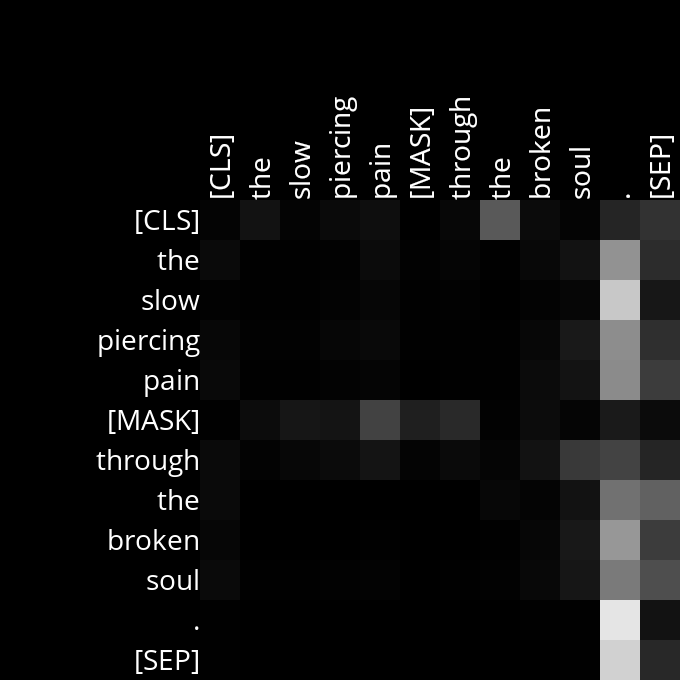 [CLS] the slow piercing pain [MASK] through the broken soul . [SEP]
[CLS]
the
slow
piercing
pain
[MASK]
through
the
broken
soul
.
[SEP]